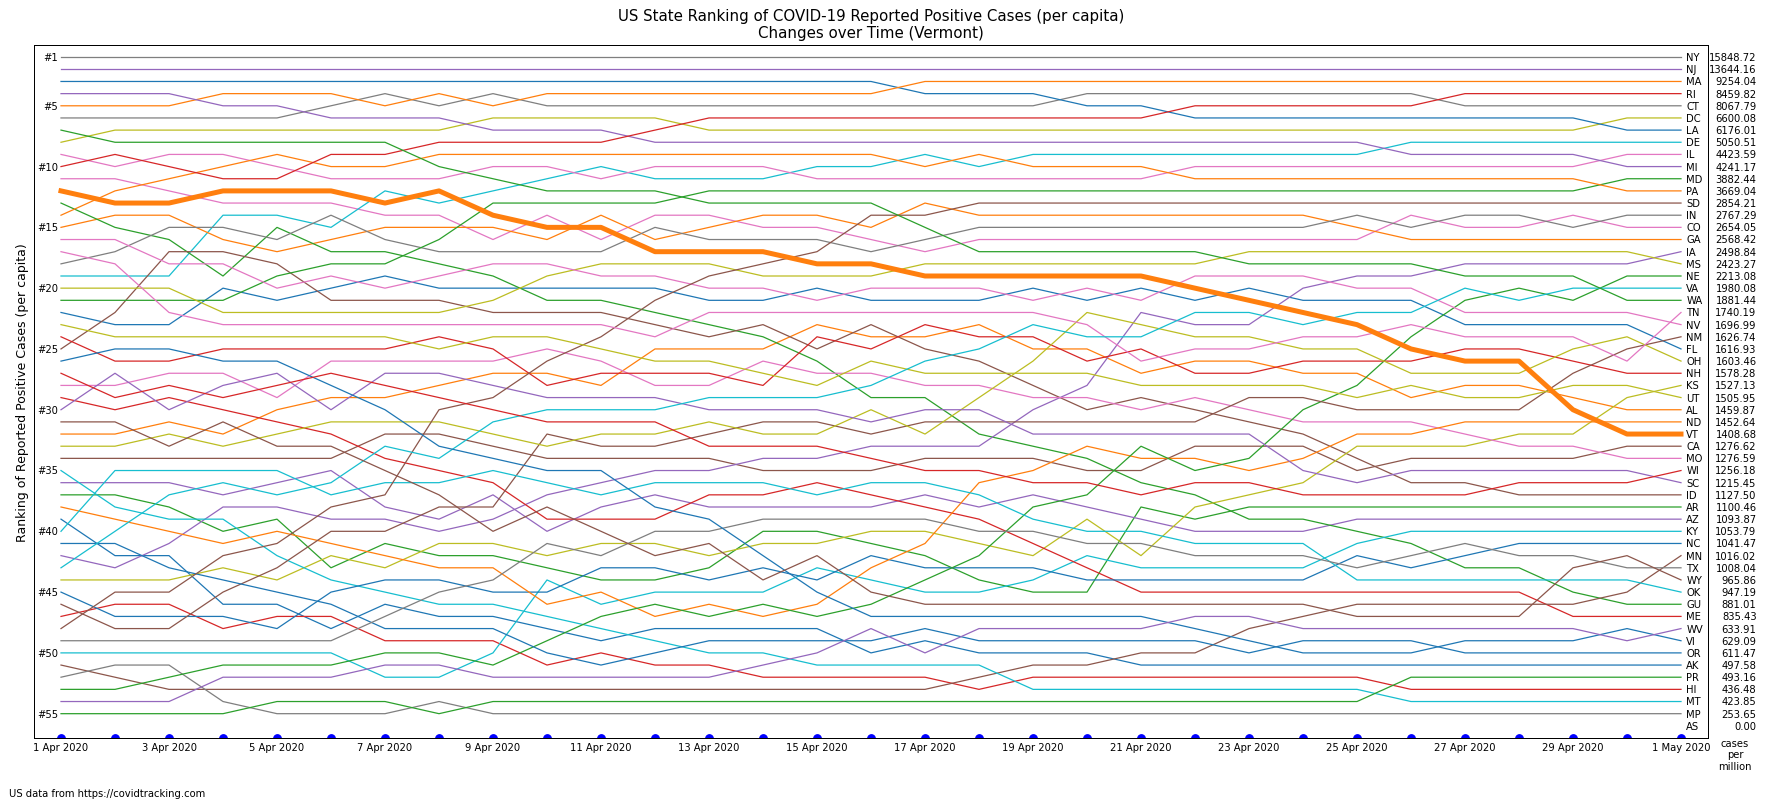 US State Ranking of COVID-19 Reported Positive Cases (per capita)
Changes over Time (Vermont)
Ranking of Reported Positive Cases (per capita)
#1
#5
#10
#15
#20
#25
#30
#35
#40
#45
#50
#55
NY 15848.72
NJ 13644.16
MA 9254.04
RI 8459.82
CT 8067.79
DC 6600.08
LA 6176.01
DE 5050.51
IL 4423.59
MI 4241.17
MD 3882.44
PA 3669.04
SD 2854.21
IN 2767.29
CO 2654.05
GA 2568.42
IA 2498.84
MS 2423.27
NE 2213.08
VA 1980.08
WA 1881.44
TN 1740.19
NV 1696.99
NM 1626.74
FL 1616.93
OH 1603.46
NH 1578.28
KS 1527.13
UT 1505.95
AL 1459.87
ND 1452.64
VT 1408.68
CA 1276.62
MO 1276.59
WI 1256.18
SC 1215.45
ID 1127.50
AR 1100.46
AZ 1093.87
KY 1053.79
NC 1041.47
MN 1016.02
TX 1008.04
WY 965.86
OK 947.19
GU 881.01
ME 835.43
WV 633.91
VI 629.09
OR 611.47
AK 497.58
PR 493.16
HI 436.48
MT 423.85
MP 253.65
AS 0.00
1 Apr 2020 3 Apr 2020 5 Apr 2020 7 Apr 2020 9 Apr 2020 11 Apr 2020 13 Apr 2020 15 Apr 2020 17 Apr 2020 19 Apr 2020 21 Apr 2020 23 Apr 2020 25 Apr 2020 27 Apr 2020 29 Apr 2020 1 May 2020
cases
per
million
US data from https://covidtracking.com